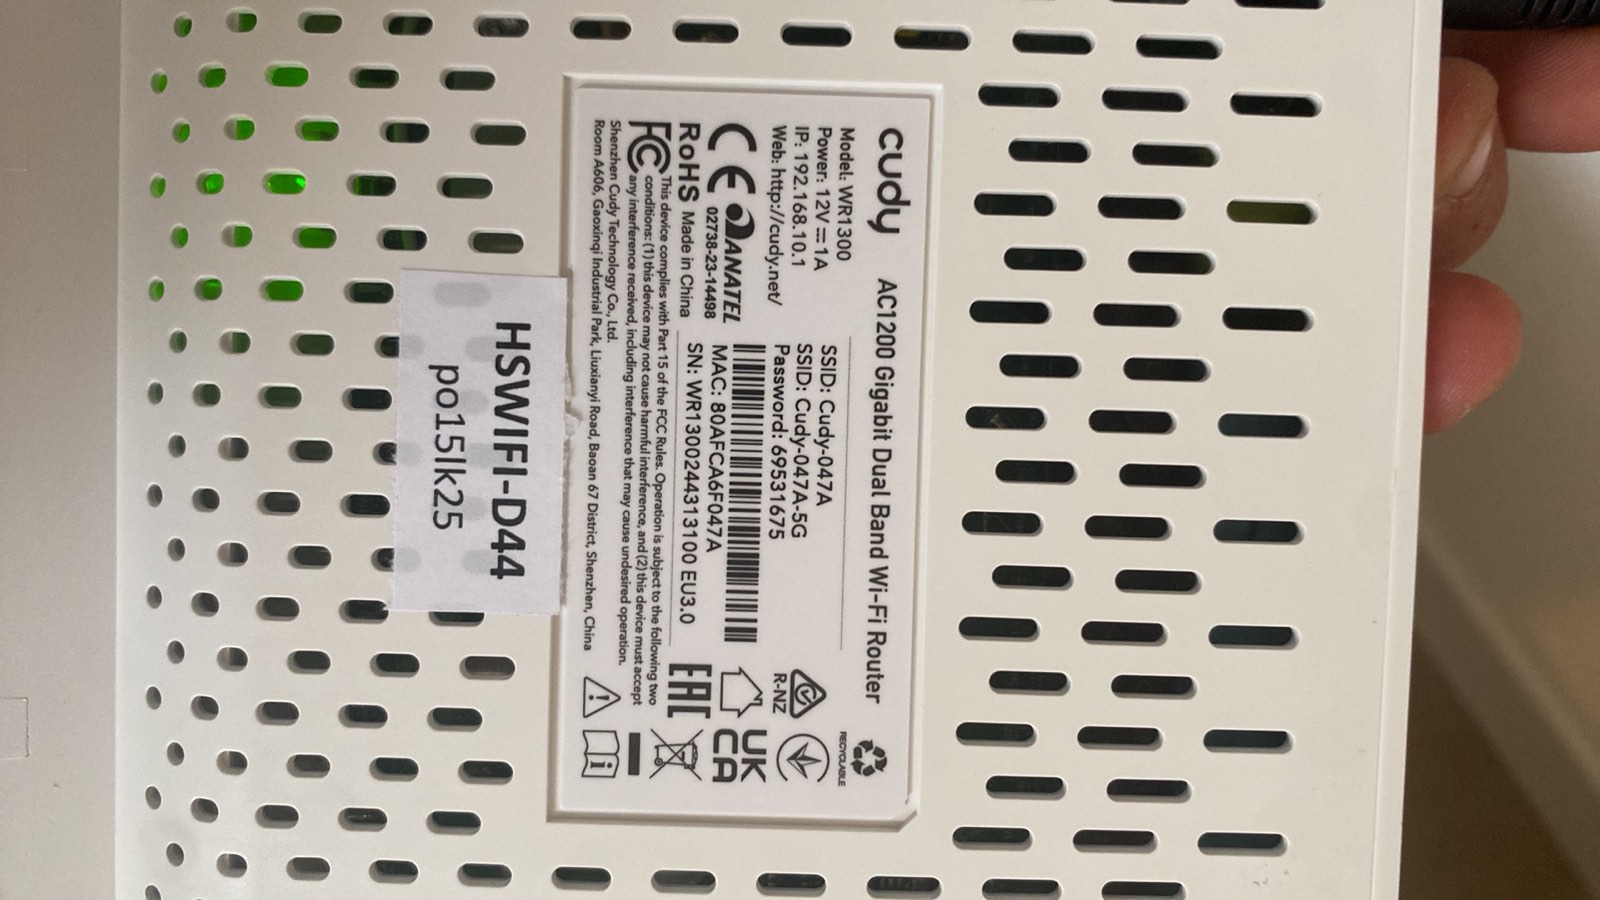 cudy AC1200 Gigabit Dual Band Wi-Fi Router
Model: WR1300
Power: 12V⎓1A
IP: 192.168.10.1
Web: http://cudy.net/
SSID: Cudy-047A
SSID: Cudy-047A-5G
Password: 69531675
CE ANATEL
02738-23-14498
RoHS Made in China
MAC: 80AFCA6F047A
SN: WR1300244313100 EU3.0
R-NZ
RECYCLABLE
UK
CA
EAC
FC This device complies with Part 15 of the FCC Rules. Operation is subject to the following two
conditions: (1) this device may not cause harmful interference, and (2) this device must accept
any interference received, including interference that may cause undesired operation.
Shenzhen Cudy Technology Co., Ltd.
Room A606, Gaoxinqi Industrial Park, Liuxianyi Road, Baoan 67 District, Shenzhen, China
HSWIFI-D44
po15lk25